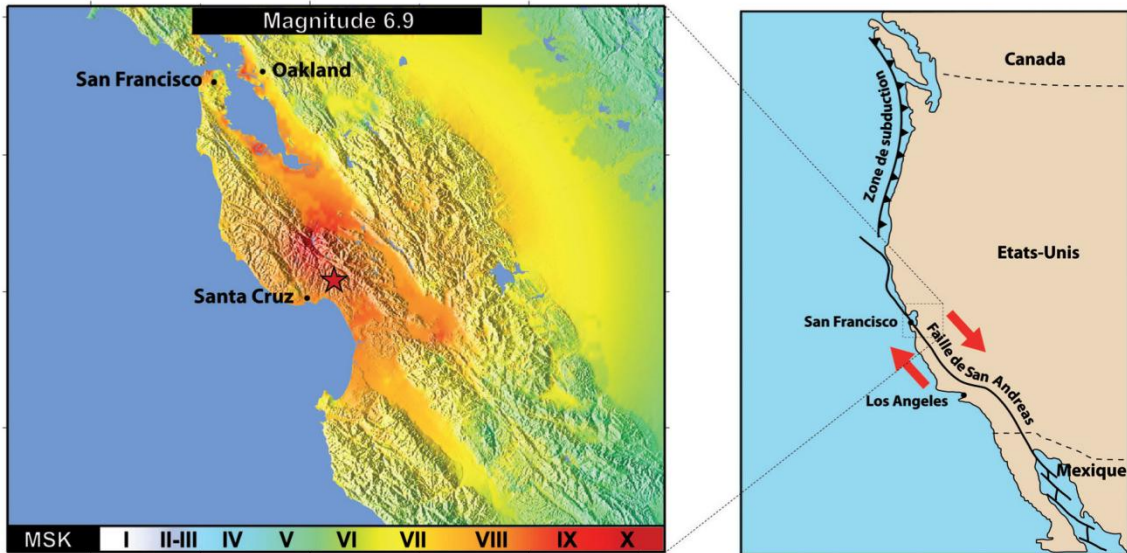 Magnitude 6.9
San Francisco
Oakland
Santa Cruz
MSK I II-III IV V VI VII VIII IX X
Canada
Zone de subduction
Etats-Unis
San Francisco
Faille de San Andreas
Los Angeles
Mexique